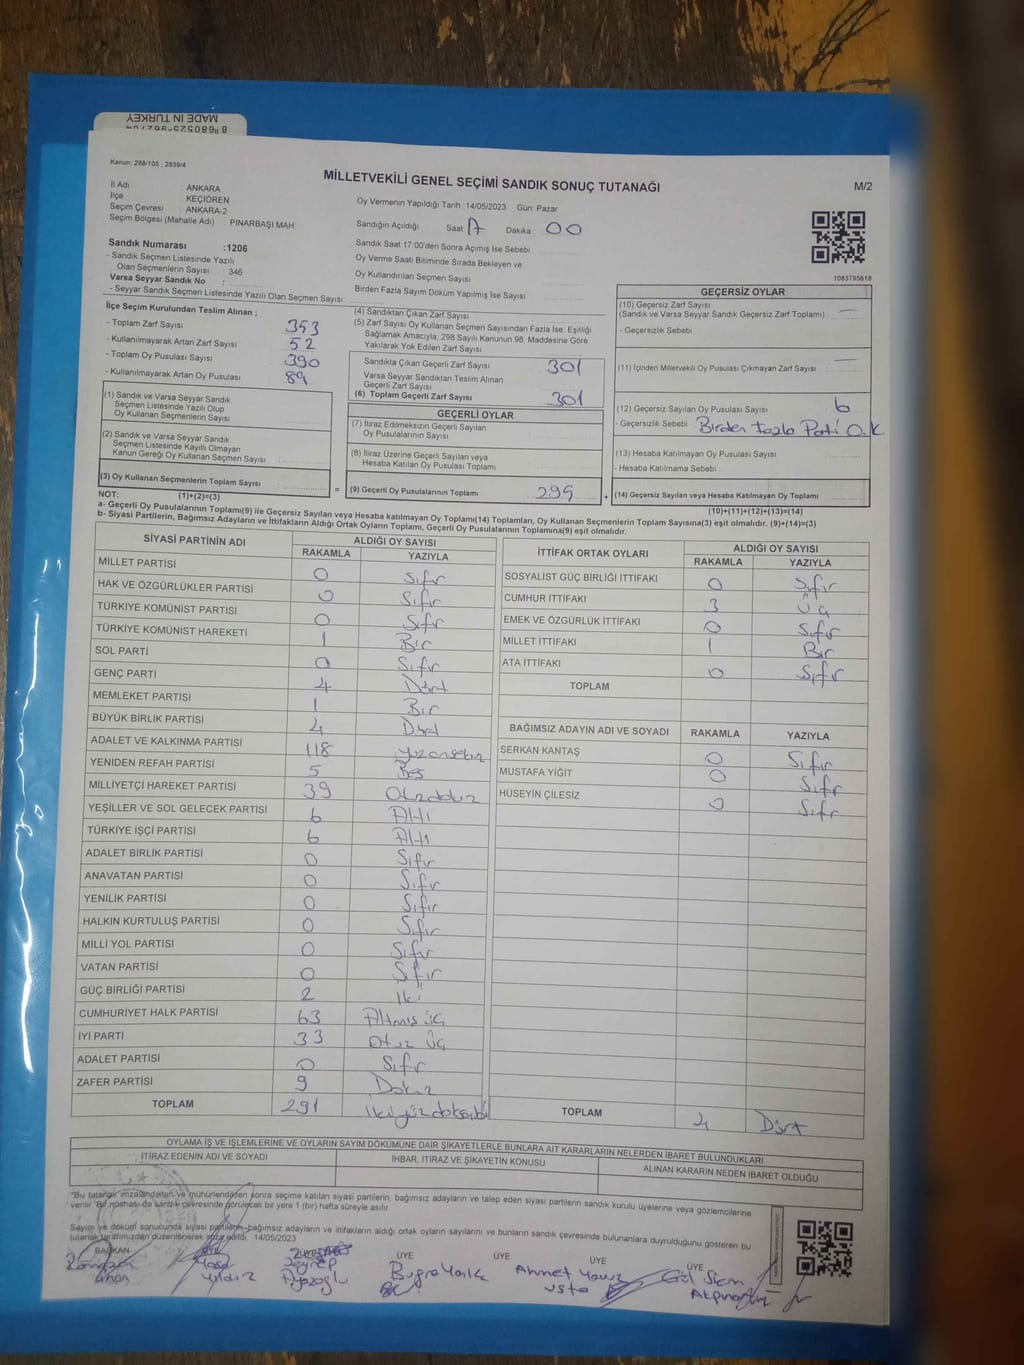 MADE IN TURKEY
Kanun, 298/105 , 2839/4
MİLLETVEKİLİ GENEL SEÇİMİ SANDIK SONUÇ TUTANAĞI
M/2
İl Adı : ANKARA
İlçe : KEÇİÖREN
Seçim Çevresi : ANKARA-2
Seçim Bölgesi (Mahalle Adı) : PINARBAŞI MAH.
Oy Vermenin Yapıldığı Tarih :14/05/2023 Gün: Pazar
Sandığın Açıldığı Saat 17 Dakika : 00
Sandık Saat 17:00'den Sonra Açımış İse Sebebi
Oy Verme Saati Bitiminde Sırada Bekleyen ve
Oy Kullandırılan Seçmen Sayısı
Birden Fazla Sayım Döküm Yapılmış İse Sayısı
1083795618
Sandık Numarası :1206
- Sandık Seçmen Listesinde Yazılı
Olan Seçmenlerin Sayısı : 346
Varsa Seyyar Sandık No :
- Seyyar Sandık Seçmen Listesinde Yazılı Olan Seçmen Sayısı:
İlçe Seçim Kurulundan Teslim Alınan ;
- Toplam Zarf Sayısı : 353
- Kullanılmayarak Artan Zarf Sayısı : 52
- Toplam Oy Pusulası Sayısı : 390
- Kullanılmayarak Artan Oy Pusulası : 89
(1) Sandık ve Varsa Seyyar Sandık
Seçmen Listesinde Yazılı Olup
Oy Kullanan Seçmenlerin Sayısı :
(2) Sandık ve Varsa Seyyar Sandık
Seçmen Listesinde Kayıtlı Olmayan
Kanun Gereği Oy Kullanan Seçmen Sayısı :
(3) Oy Kullanan Seçmenlerin Toplam Sayısı :
(4) Sandıktan Çıkan Zarf Sayısı
(5) Zarf Sayısı Oy Kullanan Seçmen Sayısından Fazla İse, Eşitliği
Sağlamak Amacıyla, 298 Sayılı Kanunun 98. Maddesine Göre
Yakılarak Yok Edilen Zarf Sayısı
Sandıkta Çıkan Geçerli Zarf Sayısı : 301
Varsa Seyyar Sandıktan Teslim Alınan
Geçerli Zarf Sayısı
(6) Toplam Geçerli Zarf Sayısı : 301
GEÇERLİ OYLAR
(7) İtiraz Edilmeksizin Geçerli Sayılan
Oy Pusulalarının Sayısı
(8) İtiraz Üzerine Geçerli Sayılan veya
Hesaba Katılan Oy Pusulası Toplamı
= (9) Geçerli Oy Pusulalarının Toplamı : 295
GEÇERSİZ OYLAR
(10) Geçersiz Zarf Sayısı
(Sandık ve Varsa Seyyar Sandık Geçersiz Zarf Toplamı) : —
- Geçersizlik Sebebi
(11) İçinden Milletvekili Oy Pusulası Çıkmayan Zarf Sayısı : —
(12) Geçersiz Sayılan Oy Pusulası Sayısı : 6
- Geçersizlik Sebebi : Birden fazla Parti O.K
(13) Hesaba Katılmayan Oy Pusulası Sayısı :
- Hesaba Katılmama Sebebi
+ (14) Geçersiz Sayılan veya Hesaba Katılmayan Oy Toplamı
NOT: (1)+(2)=(3) (10)+(11)+(12)+(13)=(14)
a- Geçerli Oy Pusulalarının Toplamı(9) ile Geçersiz Sayılan veya Hesaba katılmayan Oy Toplamı(14) Toplamları, Oy Kullanan Seçmenlerin Toplam Sayısına(3) eşit olmalıdır. (9)+(14)=(3)
b- Siyasi Partilerin, Bağımsız Adayların ve İttifakların Aldığı Ortak Oyların Toplamı, Geçerli Oy Pusulalarının Toplamına(9) eşit olmalıdır.
SİYASİ PARTİNİN ADI ALDIĞI OY SAYISI
RAKAMLA YAZIYLA
MİLLET PARTİSİ 0 Sıfır
HAK VE ÖZGÜRLÜKLER PARTİSİ 0 Sıfır
TÜRKİYE KOMÜNİST PARTİSİ 0 Sıfır
TÜRKİYE KOMÜNİST HAREKETİ 1 Bir
SOL PARTİ 0 Sıfır
GENÇ PARTİ 4 Dört
MEMLEKET PARTİSİ 1 Bir
BÜYÜK BİRLİK PARTİSİ 4 Dört
ADALET VE KALKINMA PARTİSİ 118 yüzonsekiz
YENİDEN REFAH PARTİSİ 5 Beş
MİLLİYETÇİ HAREKET PARTİSİ 39 Otuzdokuz
YEŞİLLER VE SOL GELECEK PARTİSİ 6 Altı
TÜRKİYE İŞÇİ PARTİSİ 6 Altı
ADALET BİRLİK PARTİSİ 0 Sıfır
ANAVATAN PARTİSİ 0 Sıfır
YENİLİK PARTİSİ 0 Sıfır
HALKIN KURTULUŞ PARTİSİ 0 Sıfır
MİLLİ YOL PARTİSİ 0 Sıfır
VATAN PARTİSİ 0 Sıfır
GÜÇ BİRLİĞİ PARTİSİ 2 İki
CUMHURİYET HALK PARTİSİ 63 Altmış üç
İYİ PARTİ 33 Otuz Üç
ADALET PARTİSİ 0 Sıfır
ZAFER PARTİSİ 9 Dokuz
TOPLAM 291 ikiyüzdoksanbir
İTTİFAK ORTAK OYLARI ALDIĞI OY SAYISI
RAKAMLA YAZIYLA
SOSYALİST GÜÇ BİRLİĞİ İTTİFAKI 0 Sıfır
CUMHUR İTTİFAKI 3 Üç
EMEK VE ÖZGÜRLÜK İTTİFAKI 0 Sıfır
MİLLET İTTİFAKI 1 Bir
ATA İTTİFAKI 0 Sıfır
TOPLAM
BAĞIMSIZ ADAYIN ADI VE SOYADI RAKAMLA YAZIYLA
SERKAN KANTAŞ 0 Sıfır
MUSTAFA YİĞİT 0 Sıfır
HÜSEYİN ÇİLESİZ 0 Sıfır
TOPLAM 4 Dört
OYLAMA İŞ VE İŞLEMLERİNE VE OYLARIN SAYIM DÖKÜMÜNE DAİR ŞİKAYETLERLE BUNLARA AİT KARARLARIN NELERDEN İBARET BULUNDUKLARI
İTİRAZ EDENİN ADI VE SOYADI İHBAR, İTİRAZ VE ŞİKAYETİN KONUSU ALINAN KARARIN NEDEN İBARET OLDUĞU
*Bu tutanak imzalandıktan ve mühürlendikten sonra seçime katılan siyasi partilerin, bağımsız adayların ve talep eden siyasi partilerin sandık kurulu üyelerine veya gözlemcilerine
verilir. Bir nüshası da sandık çevresinde görülecek bir yere 1 (bir) hafta süreyle asılır
Sayım ve döküm sonucunda siyasi partilerin, bağımsız adayların ve ittifakların aldığı ortak oyların sayılarını ve bunların sandık çevresinde bulunanlara duyrulduğunu gösteren bu
tutanak tarafımızdan düzenlenerek imza edildi. 14/05/2023
BAŞKAN ÜYE ÜYE ÜYE ÜYE
Ramazan
Yıldız
Zeynep
Buğra
Ahmet Yavuz
usta
Gül Sism